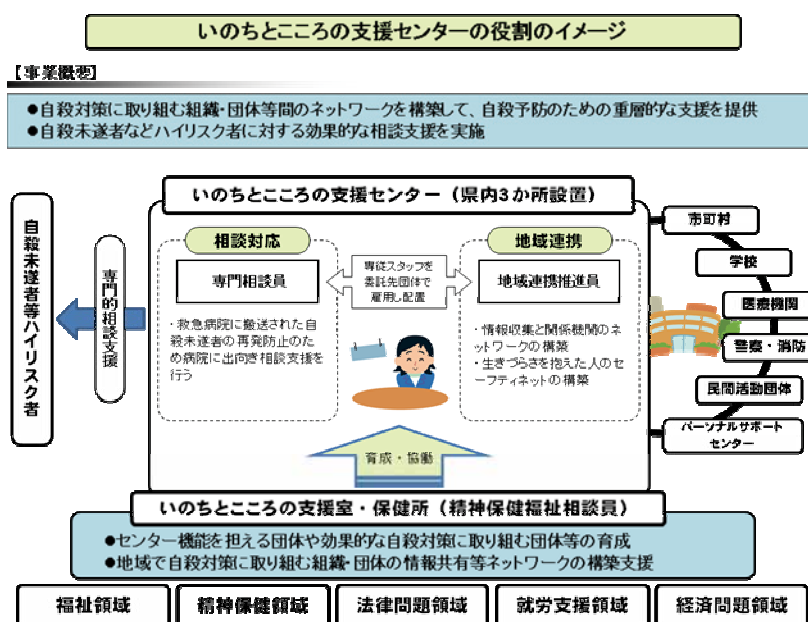 いのちとこころの支援センターの役割のイメージ
【事業概要】
●自殺対策に取り組む組織・団体等間のネットワークを構築して、自殺予防のための重層的な支援を提供
●自殺未遂者などハイリスク者に対する効果的な相談支援を実施
いのちとこころの支援センター（県内3か所設置）
自殺未遂者等ハイリスク者
専門的相談支援
相談対応
専門相談員
・救急病院に搬送された自
殺未遂者の再発防止のた
め病院に出向き相談支援を
行う
専従スタッフを
委託先団体で
雇用し配置
地域連携
地域連携推進員
・情報収集と関係機関のネ
ットワークの構築
・生きづらさを抱えた人のセ
ーフティネットの構築
市町村
学校
医療機関
警察・消防
民間活動団体
パーソナルサポート
センター
育成・協働
いのちとこころの支援室・保健所（精神保健福祉相談員）
●センター機能を担える団体や効果的な自殺対策に取り組む団体等の育成
●地域で自殺対策に取り組む組織・団体の情報共有等ネットワークの構築支援
福祉領域
精神保健領域
法律問題領域
就労支援領域
経済問題領域